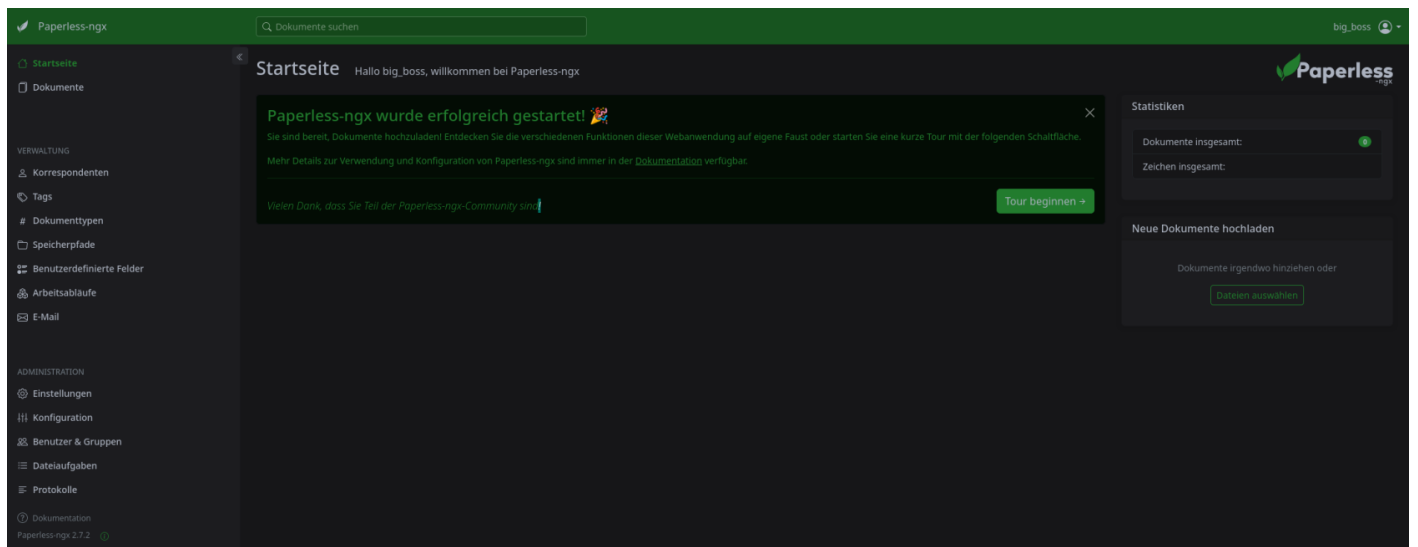 Paperless-ngx
Dokumente suchen
big_boss
Startseite
Dokumente
VERWALTUNG
Korrespondenten
Tags
Dokumenttypen
Speicherpfade
Benutzerdefinierte Felder
Arbeitsabläufe
E-Mail
ADMINISTRATION
Einstellungen
Konfiguration
Benutzer & Gruppen
Dateiaufgaben
Protokolle
Dokumentation
Paperless-ngx 2.7.2
Startseite Hallo big_boss, willkommen bei Paperless-ngx
Paperless-ngx
Paperless-ngx wurde erfolgreich gestartet! 🎉
Sie sind bereit, Dokumente hochzuladen! Entdecken Sie die verschiedenen Funktionen dieser Webanwendung auf eigene Faust oder starten Sie eine kurze Tour mit der folgenden Schaltfläche.
Mehr Details zur Verwendung und Konfiguration von Paperless-ngx sind immer in der Dokumentation verfügbar.
Vielen Dank, dass Sie Teil der Paperless-ngx-Community sind!
Tour beginnen →
Statistiken
Dokumente insgesamt: 0
Zeichen insgesamt:
Neue Dokumente hochladen
Dokumente irgendwo hinziehen oder
Dateien auswählen